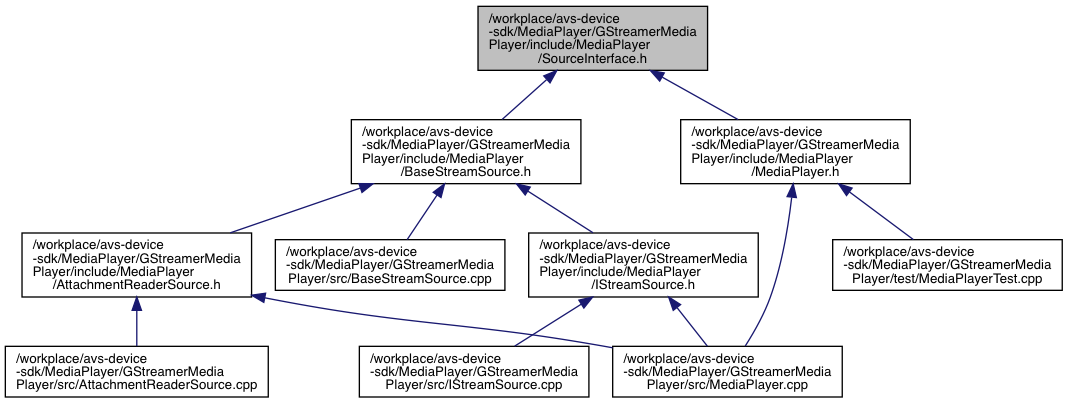 /workplace/avs-device
-sdk/MediaPlayer/GStreamerMedia
Player/include/MediaPlayer
/SourceInterface.h
/workplace/avs-device
-sdk/MediaPlayer/GStreamerMedia
Player/include/MediaPlayer
/BaseStreamSource.h
/workplace/avs-device
-sdk/MediaPlayer/GStreamerMedia
Player/include/MediaPlayer
/MediaPlayer.h
/workplace/avs-device
-sdk/MediaPlayer/GStreamerMedia
Player/include/MediaPlayer
/AttachmentReaderSource.h
/workplace/avs-device
-sdk/MediaPlayer/GStreamerMedia
Player/src/BaseStreamSource.cpp
/workplace/avs-device
-sdk/MediaPlayer/GStreamerMedia
Player/include/MediaPlayer
/IStreamSource.h
/workplace/avs-device
-sdk/MediaPlayer/GStreamerMedia
Player/test/MediaPlayerTest.cpp
/workplace/avs-device
-sdk/MediaPlayer/GStreamerMedia
Player/src/AttachmentReaderSource.cpp
/workplace/avs-device
-sdk/MediaPlayer/GStreamerMedia
Player/src/IStreamSource.cpp
/workplace/avs-device
-sdk/MediaPlayer/GStreamerMedia
Player/src/MediaPlayer.cpp